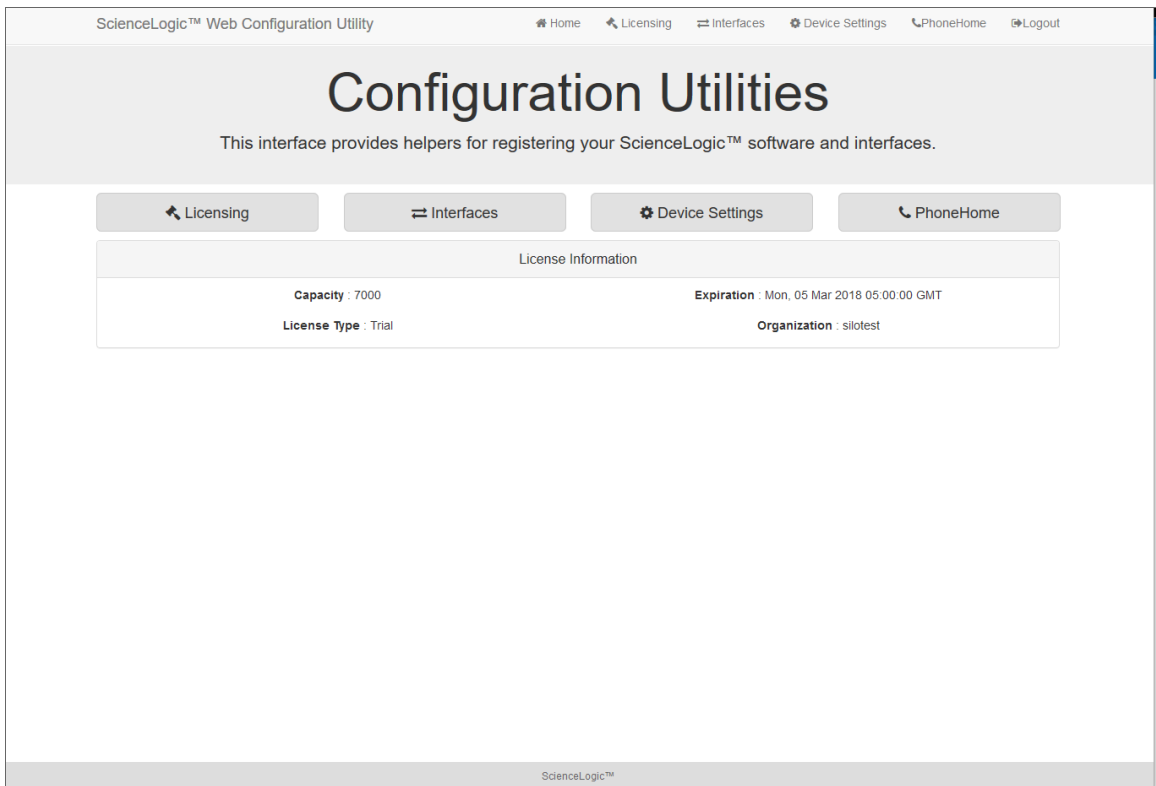 ScienceLogic™ Web Configuration Utility Home Licensing Interfaces Device Settings PhoneHome Logout
Configuration Utilities
This interface provides helpers for registering your ScienceLogic™ software and interfaces.
Licensing Interfaces Device Settings PhoneHome
License Information
Capacity : 7000 Expiration : Mon, 05 Mar 2018 05:00:00 GMT
License Type : Trial Organization : silotest
ScienceLogic™